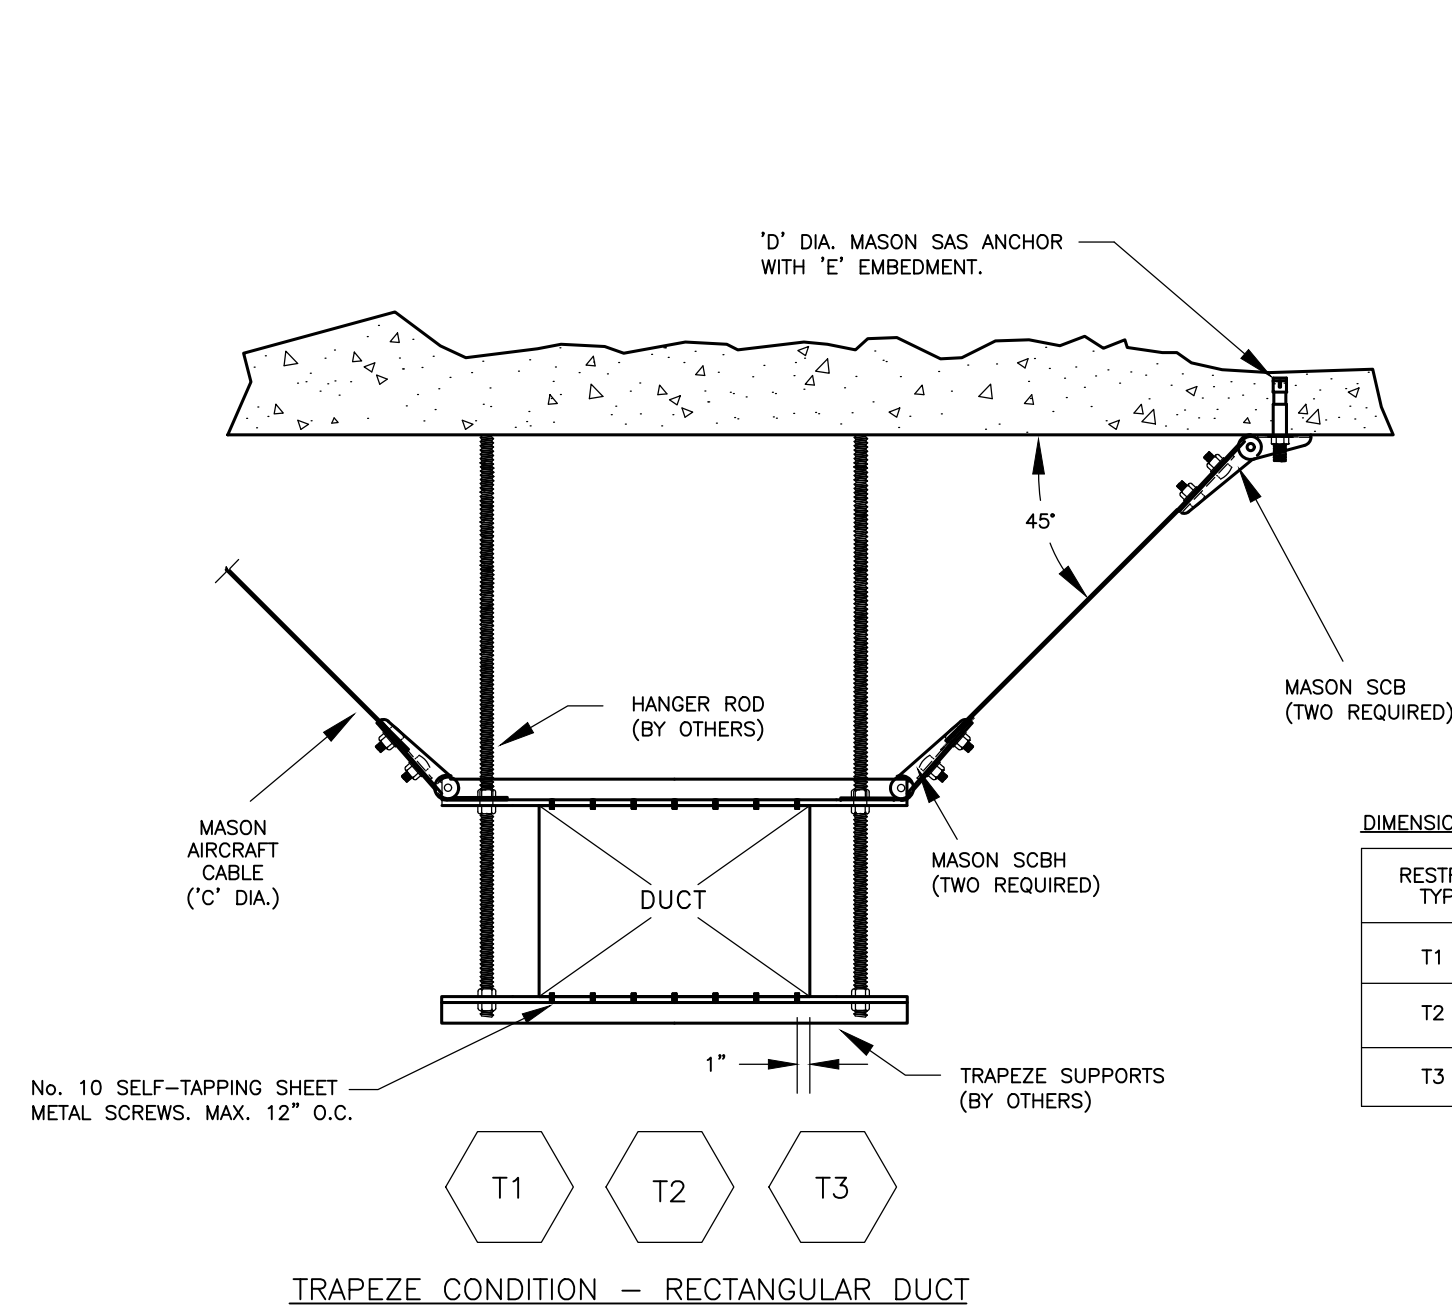 'D' DIA. MASON SAS ANCHOR
WITH 'E' EMBEDMENT.
45°
MASON SCB
(TWO REQUIRED)
HANGER ROD
(BY OTHERS)
MASON
AIRCRAFT
CABLE
('C' DIA.)
MASON SCBH
(TWO REQUIRED)
DUCT
1"
TRAPEZE SUPPORTS
(BY OTHERS)
No. 10 SELF-TAPPING SHEET
METAL SCREWS. MAX. 12" O.C.
T1
T2
T3
TRAPEZE CONDITION - RECTANGULAR DUCT
T1
T2
T3